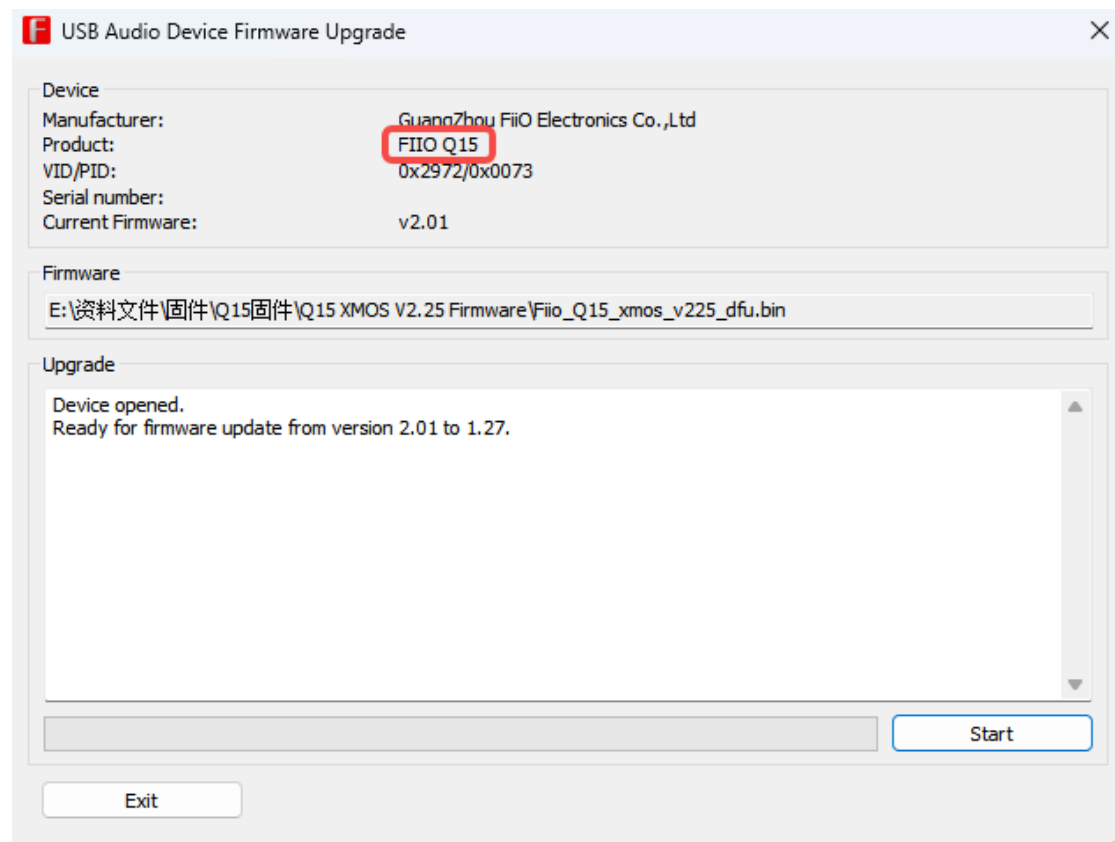 USB Audio Device Firmware Upgrade
Device
Manufacturer: GuangZhou FiiO Electronics Co.,Ltd
Product: FIIO Q15
VID/PID: 0x2972/0x0073
Serial number:
Current Firmware: v2.01
Firmware
E:\资料文件\固件\Q15固件\Q15 XMOS V2.25 Firmware\Fiio_Q15_xmos_v225_dfu.bin
Upgrade
Device opened.
Ready for firmware update from version 2.01 to 1.27.
Start
Exit